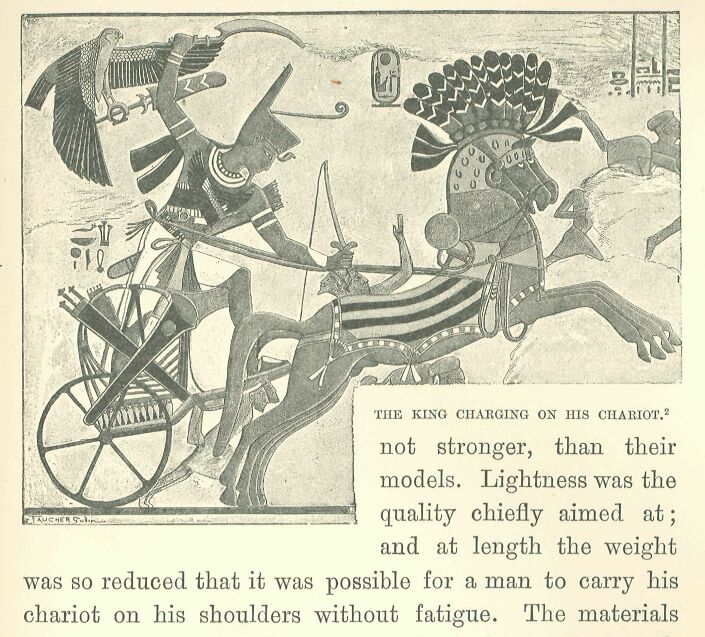 THE KING CHARGING ON HIS CHARIOT.²
not stronger, than their
models. Lightness was the
quality chiefly aimed at;
and at length the weight
was so reduced that it was possible for a man to carry his
chariot on his shoulders without fatigue. The materials